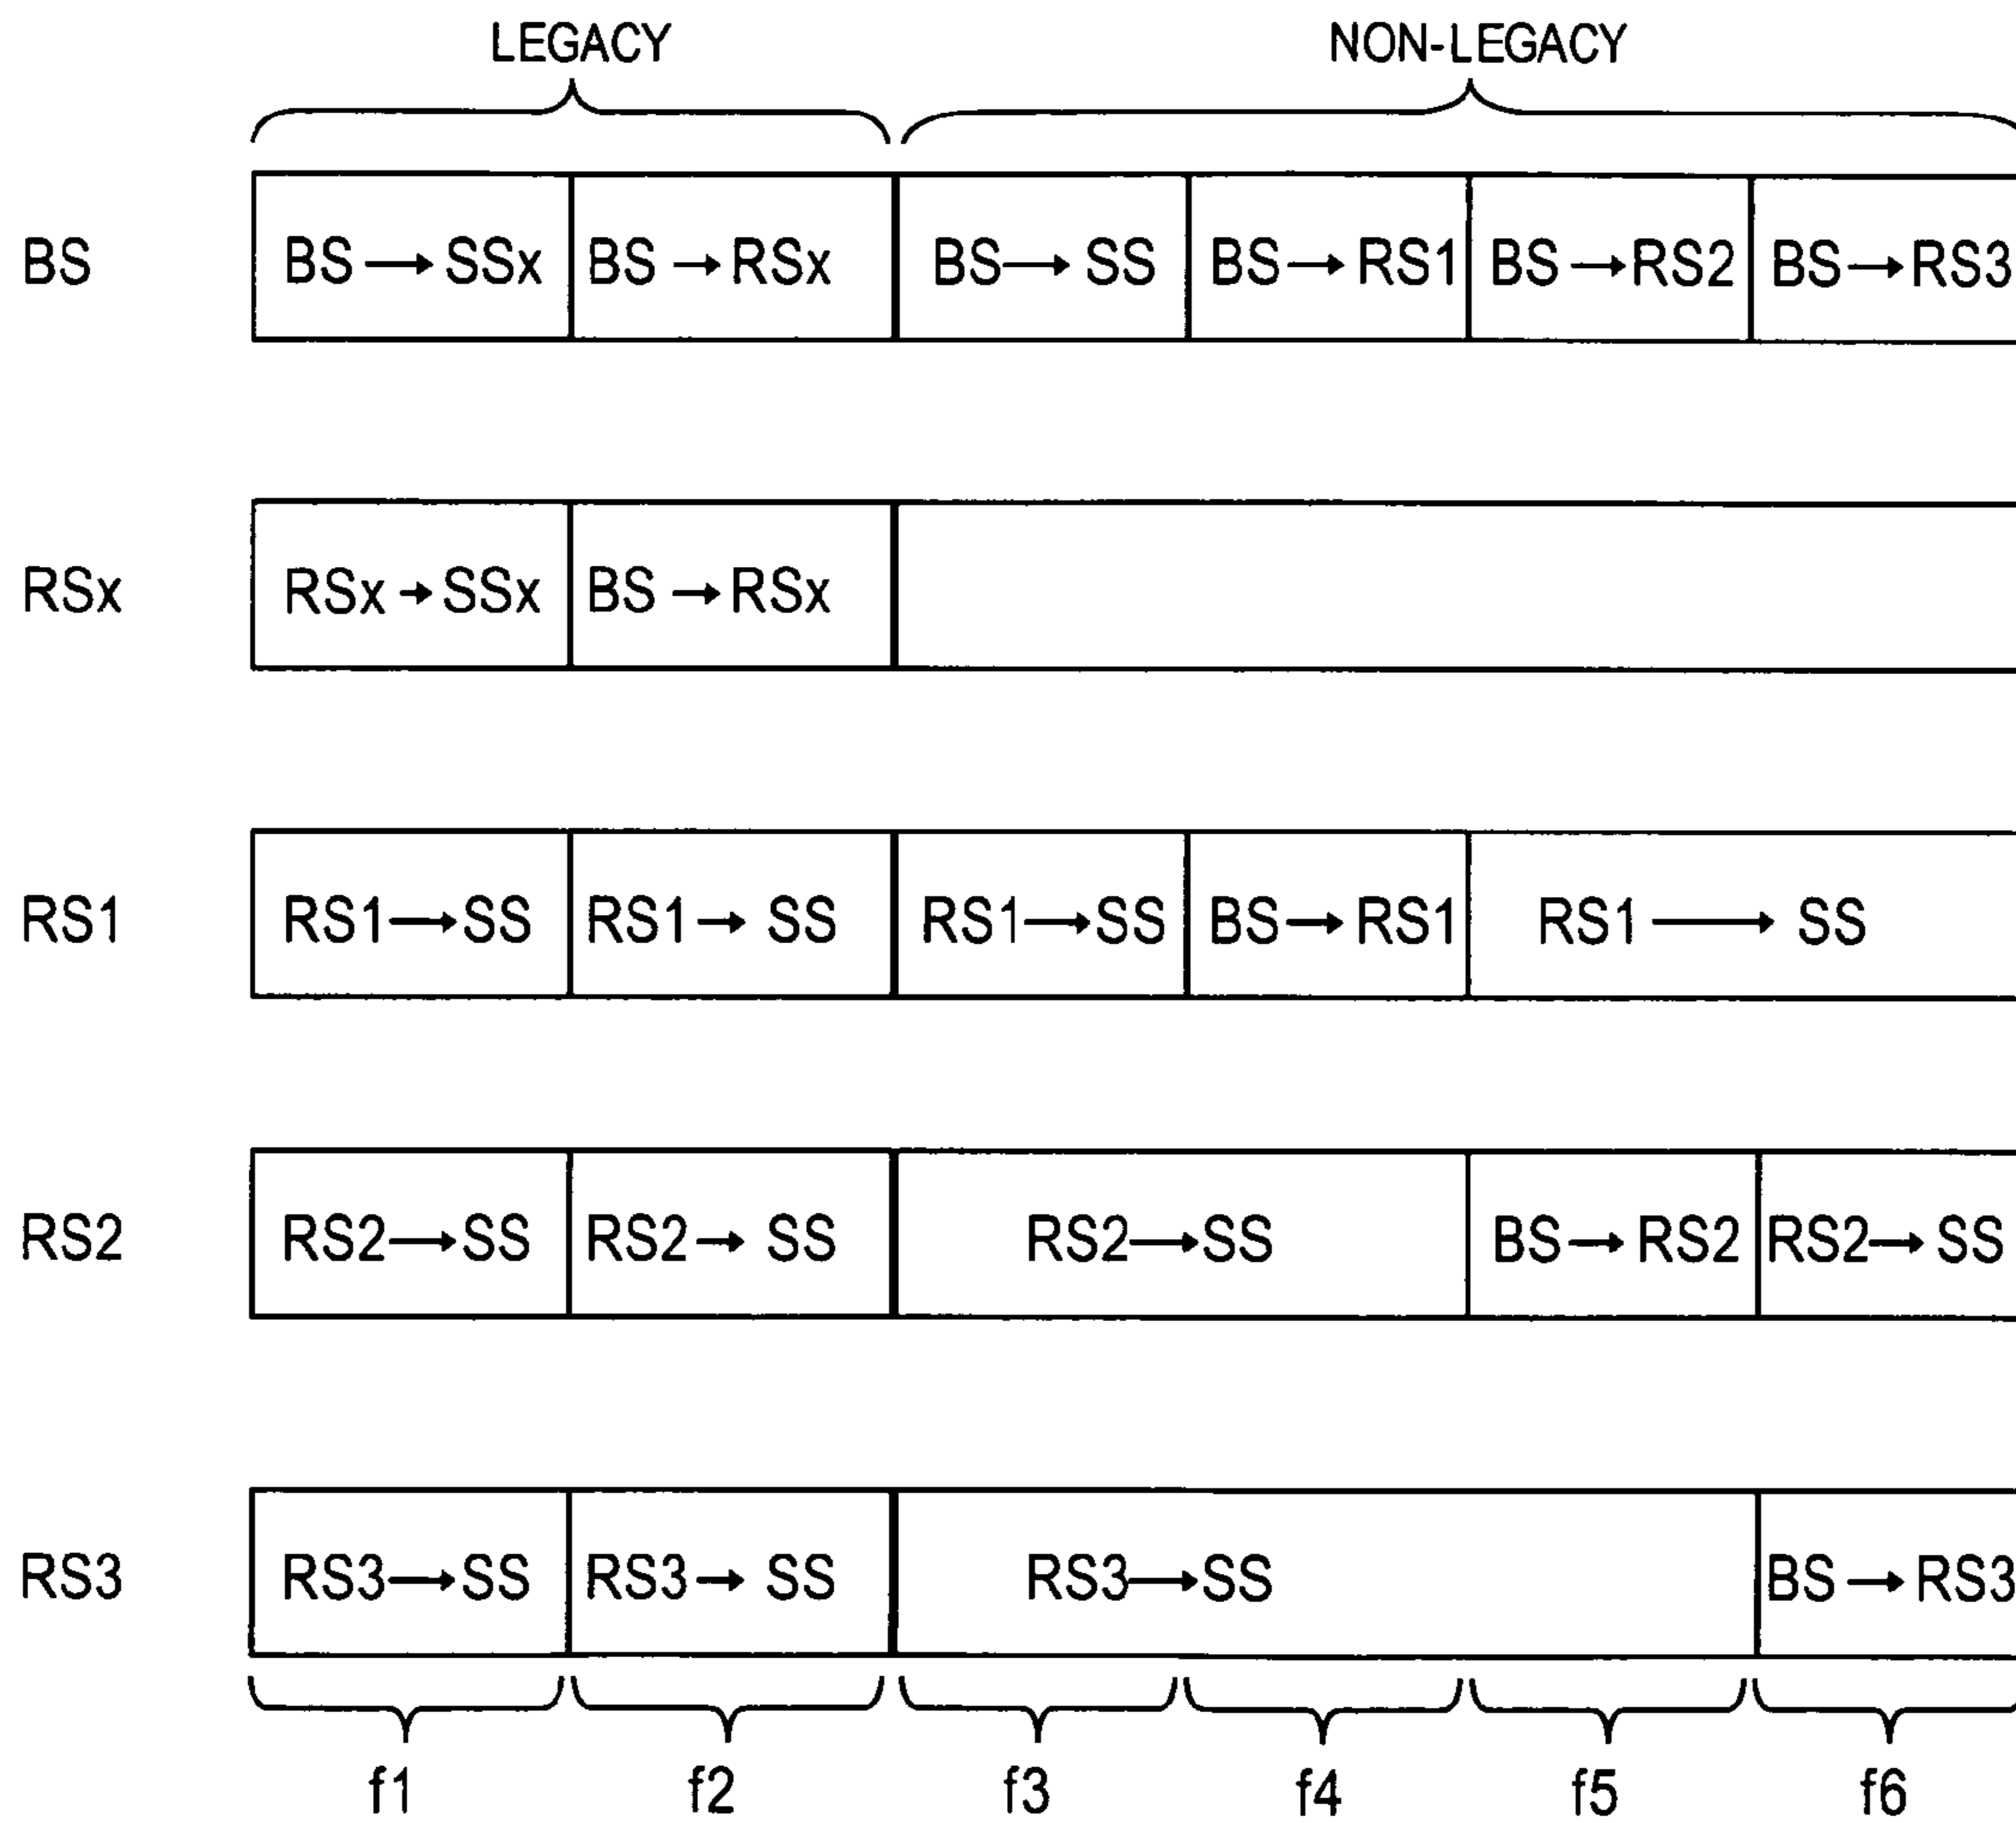 LEGACY NON-LEGACY
BS BS → SSx BS → RSx BS → SS BS → RS1 BS → RS2 BS → RS3
RSx RSx → SSx BS → RSx
RS1 RS1 → SS RS1 → SS RS1 → SS BS → RS1 RS1 → SS
RS2 RS2 → SS RS2 → SS RS2 → SS BS → RS2 RS2 → SS
RS3 RS3 → SS RS3 → SS RS3 → SS BS → RS3
f1 f2 f3 f4 f5 f6